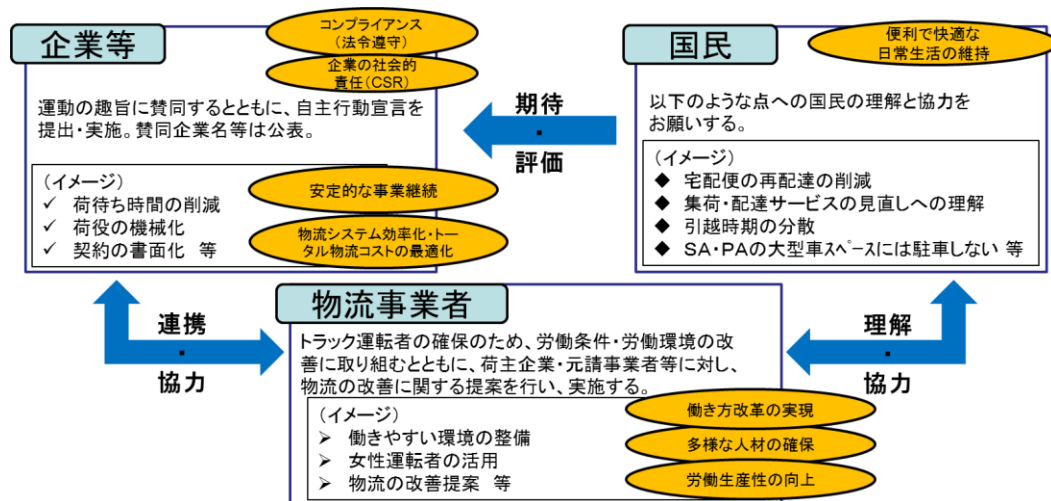 企業等
コンプライアンス
（法令遵守）
企業の社会的
責任（CSR）
運動の趣旨に賛同するとともに、自主行動宣言を
提出・実施。賛同企業名等は公表。
（イメージ）
✓ 荷待ち時間の削減
✓ 荷役の機械化
✓ 契約の書面化 等
安定的な事業継続
物流システム効率化・トー
タル物流コストの最適化
期待
・
評価
国民
便利で快適な
日常生活の維持
以下のような点への国民の理解と協力を
お願いする。
（イメージ）
◆ 宅配便の再配達の削減
◆ 集荷・配達サービスの見直しへの理解
◆ 引越時期の分散
◆ SA・PAの大型車スペースには駐車しない 等
連携
・
協力
物流事業者
トラック運転者の確保のため、労働条件・労働環境の改
善に取り組むとともに、荷主企業・元請事業者等に対し、
物流の改善に関する提案を行い、実施する。
（イメージ）
➢ 働きやすい環境の整備
➢ 女性運転者の活用
➢ 物流の改善提案 等
働き方改革の実現
多様な人材の確保
労働生産性の向上
理解
・
協力